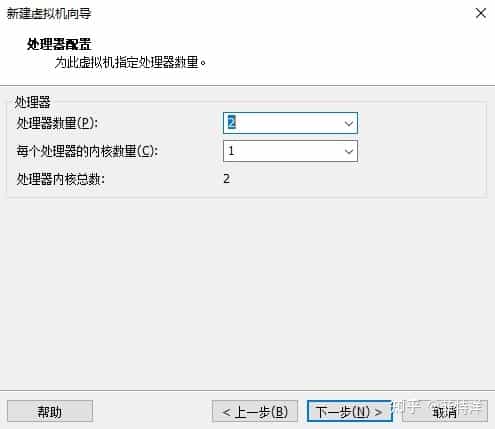 新建虚拟机向导
处理器配置
为此虚拟机指定处理器数量。
处理器
处理器数量(P): 2
每个处理器的内核数量(C): 1
处理器内核总数: 2
帮助
< 上一步(B)
下一步(N) >
取消
知乎